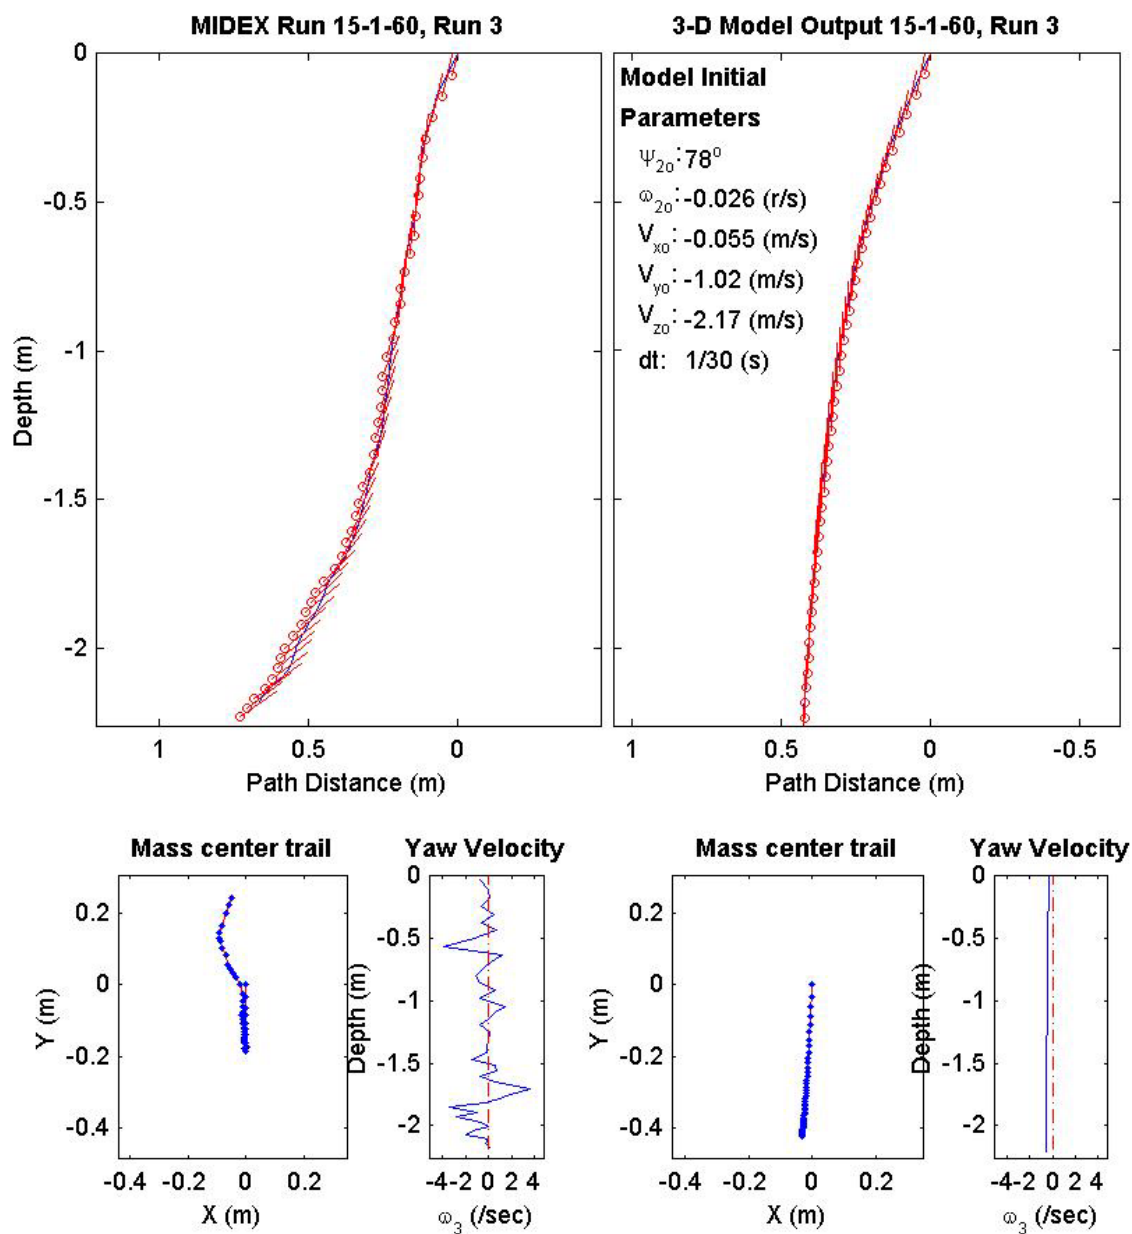 MIDEX Run 15-1-60, Run 3
3-D Model Output 15-1-60, Run 3
0
-0.5
-1
-1.5
-2
Depth (m)
1 0.5 0
Path Distance (m)
Model Initial
Parameters
Ψ2o: 78o
ω2o: -0.026 (r/s)
Vxo: -0.055 (m/s)
Vyo: -1.02 (m/s)
Vzo: -2.17 (m/s)
dt: 1/30 (s)
1 0.5 0 -0.5
Path Distance (m)
Mass center trail
0.2
0
-0.2
-0.4
Y (m)
-0.4 -0.2 0 0.2
X (m)
Yaw Velocity
0
-0.5
-1
-1.5
-2
Depth (m)
-4 -2 0 2 4
ω3 (/sec)
Mass center trail
0.2
0
-0.2
-0.4
Y (m)
-0.4 -0.2 0 0.2
X (m)
Yaw Velocity
0
-0.5
-1
-1.5
-2
Depth (m)
-4 -2 0 2 4
ω3 (/sec)